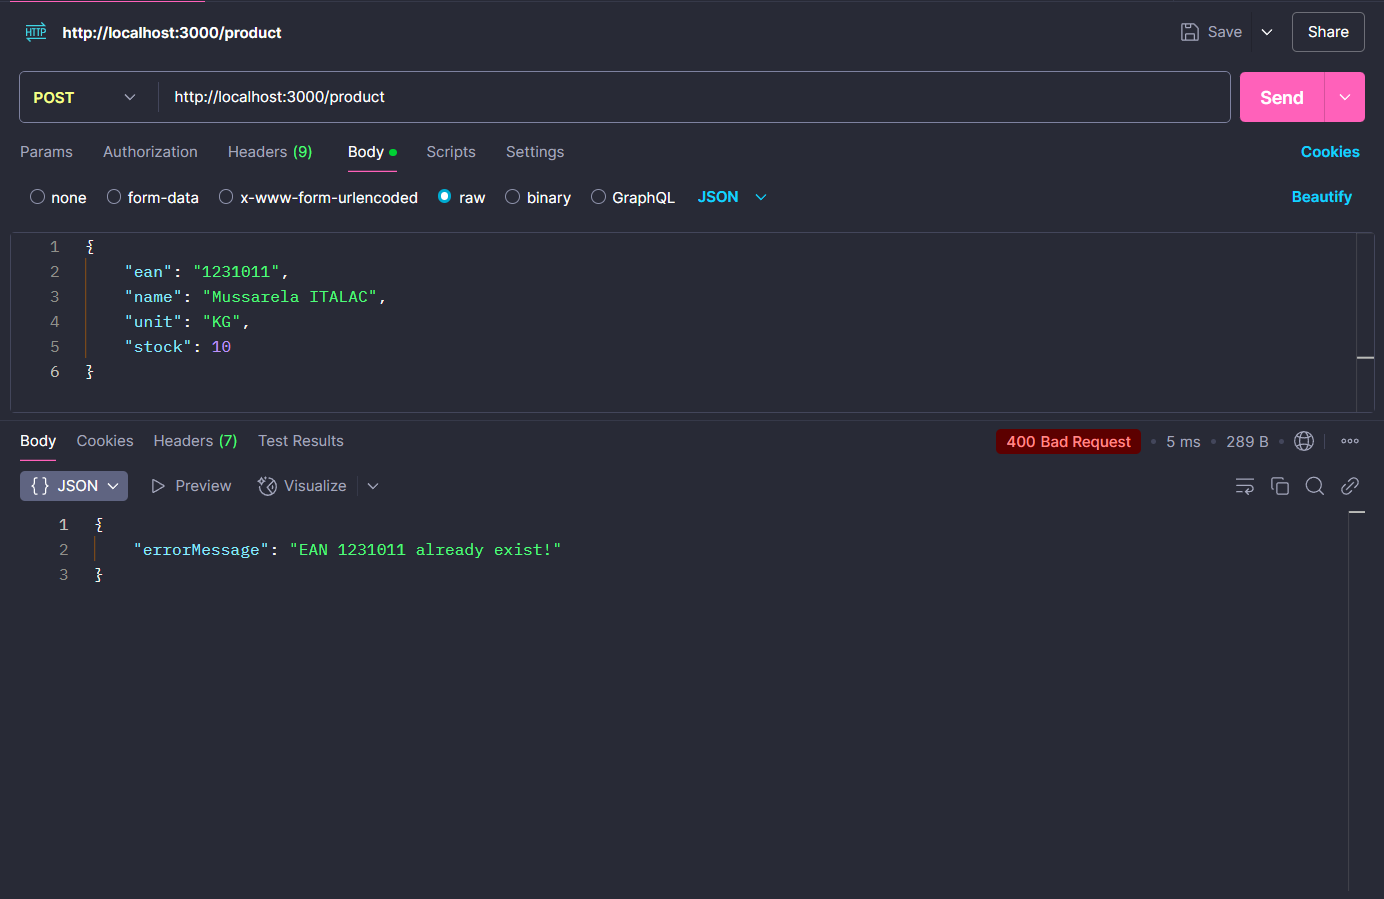 HTTP http://localhost:3000/product Save Share
POST http://localhost:3000/product Send
Params Authorization Headers (9) Body Scripts Settings Cookies
none form-data x-www-form-urlencoded raw binary GraphQL JSON Beautify
1 {
2 "ean": "1231011",
3 "name": "Mussarela ITALAC",
4 "unit": "KG",
5 "stock": 10
6 }
Body Cookies Headers (7) Test Results 400 Bad Request • 5 ms • 289 B •
{} JSON Preview Visualize
1 {
2 "errorMessage": "EAN 1231011 already exist!"
3 }